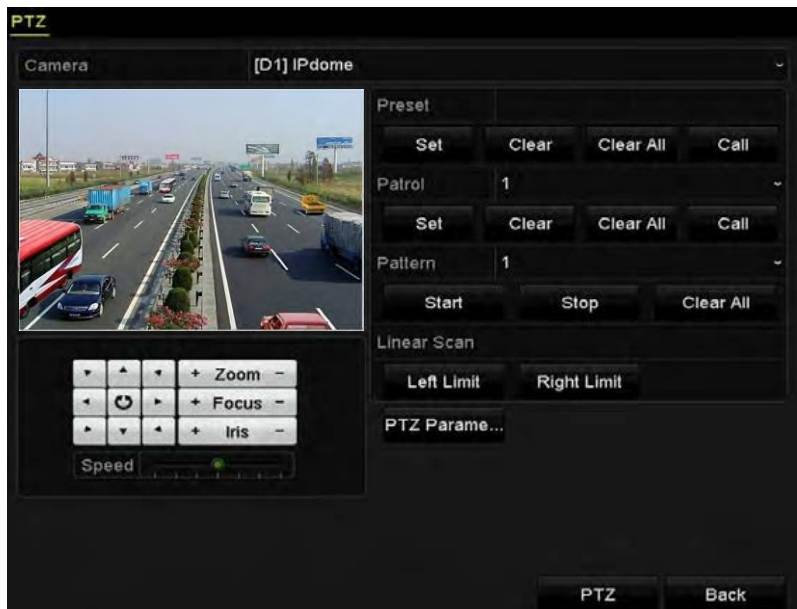 PTZ
Camera [D1] IPdome
Preset
Set Clear Clear All Call
Patrol 1
Set Clear Clear All Call
Pattern 1
Start Stop Clear All
Linear Scan
Left Limit Right Limit
PTZ Parame...
+ Zoom -
+ Focus -
+ Iris -
Speed
PTZ Back